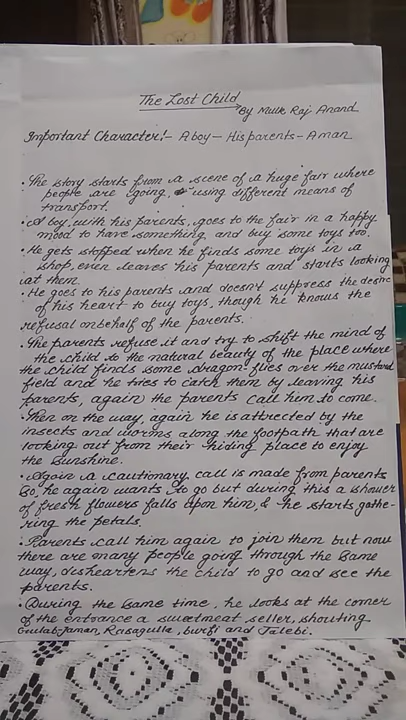 The Lost Child
By Mulk Raj Anand
Important Character!- A boy - His parents - A man
• The story starts from a scene of a huge fair where
people are going, using different means of
transport.
• A boy, with his parents, goes to the fair in a happy
mood to have something, and buy some toys too.
• He gets stopped when he finds some toys in a
shop, even leaves his parents and starts looking
at them.
• He goes to his parents and doesn't suppress the desire
of his heart to buy toys, though he knows the
refusal onbehalf of the parents.
• The parents refuse it and try to shift the mind of
the child to the natural beauty of the place where
the child finds some dragon-flies over the mustard
field and he tries to catch them by leaving his
parents, again the parents call him to come.
• Then on the way, again he is attrected by the
insects and worms along the footpath that are
looking out from their hiding place to enjoy
the Sunshine.
• Again a cautionary call is made from parents
So, he again wants to go but during this a shower
of fresh flowers falls upon him & he starts gathe-
ring the petals.
• Parents call him again to join them but now
there are many people going through the same
way, disheartens the child to go and see the
parents.
• During the same time, he looks at the corner
of the entrance a sweetmeat seller, shouting
Gulab-Jaman, Rasagulla, burfi and Jalebi.